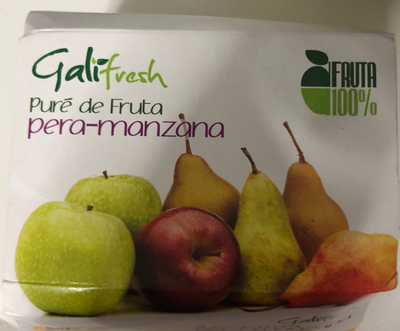 Galifresh
Puré de Fruta
pera-manzana
FRUTA
100%